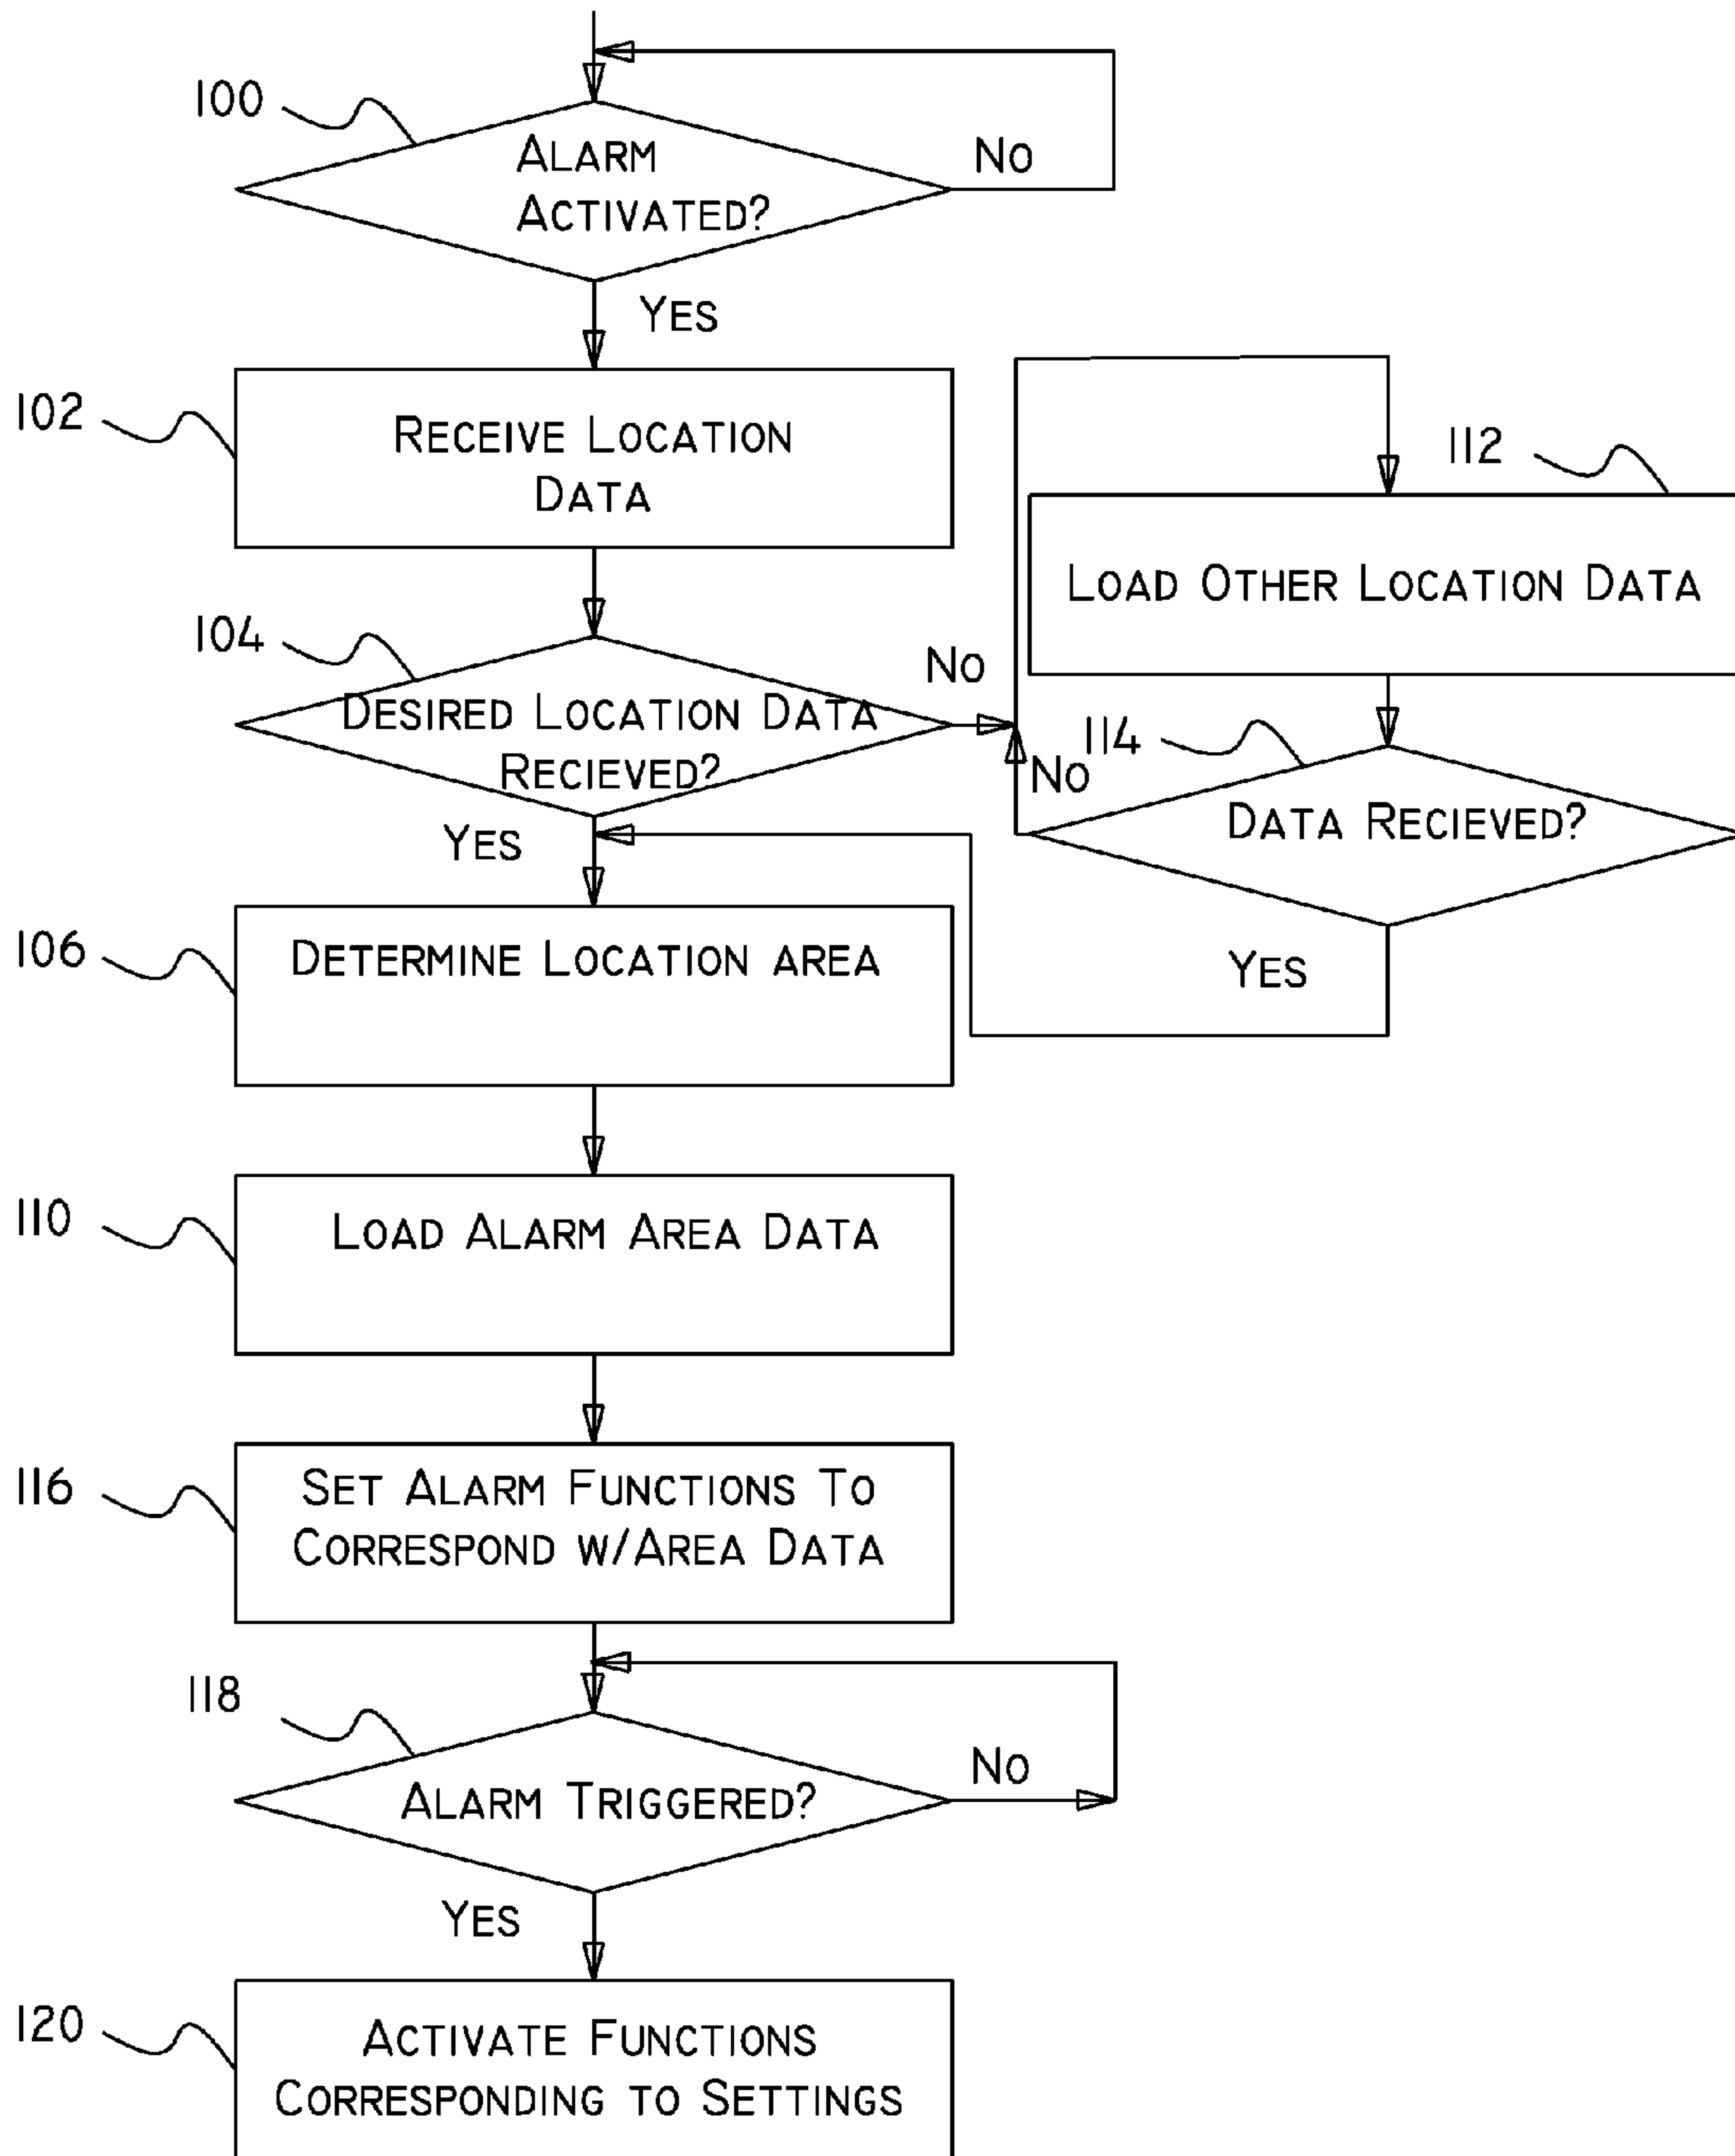 100
ALARM
ACTIVATED?
NO
YES
102
RECEIVE LOCATION
DATA
112
LOAD OTHER LOCATION DATA
104
DESIRED LOCATION DATA
RECIEVED?
NO
114
NO
DATA RECIEVED?
YES
YES
106
DETERMINE LOCATION AREA
110
LOAD ALARM AREA DATA
116
SET ALARM FUNCTIONS TO
CORRESPOND W/AREA DATA
118
ALARM TRIGGERED?
NO
YES
120
ACTIVATE FUNCTIONS
CORRESPONDING TO SETTINGS